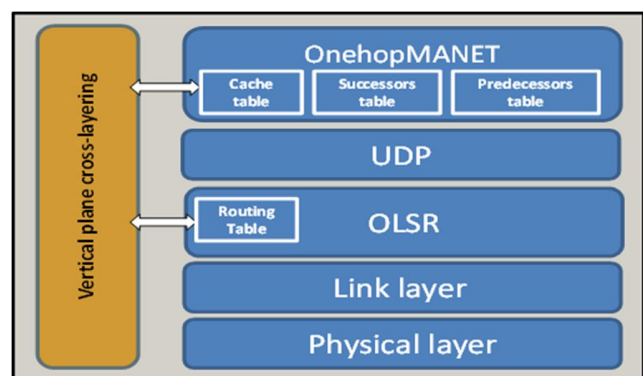 Vertical plane cross-layering
OnehopMANET
Cache
table
Successors
table
Predecessors
table
UDP
Routing
Table
OLSR
Link layer
Physical layer